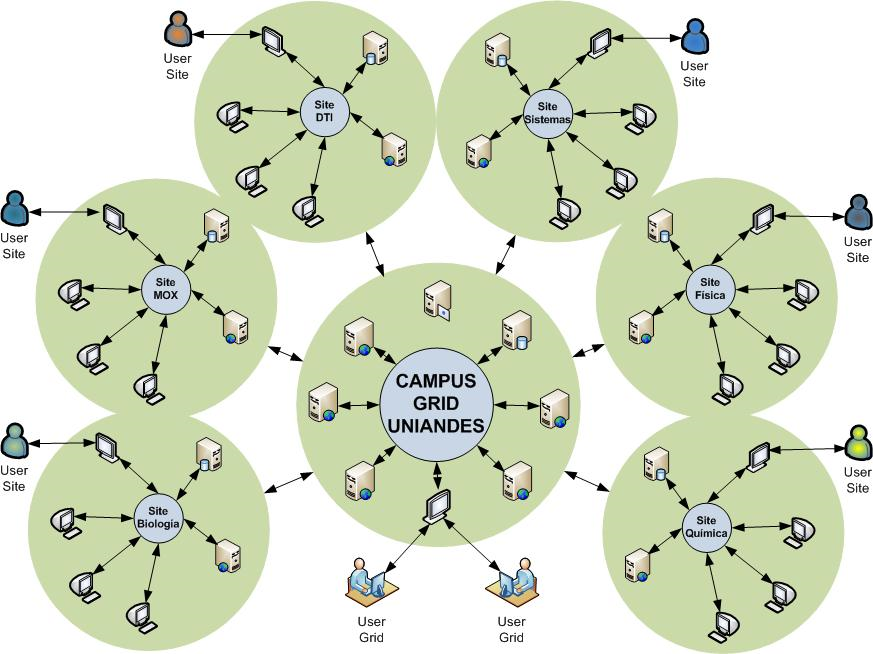 User
Site
Site
DTI
Site
Sistemas
User
Site
User
Site
Site
MOX
Site
Física
User
Site
CAMPUS
GRID
UNIANDES
User
Site
Site
Biología
Site
Química
User
Site
User
Grid
User
Grid